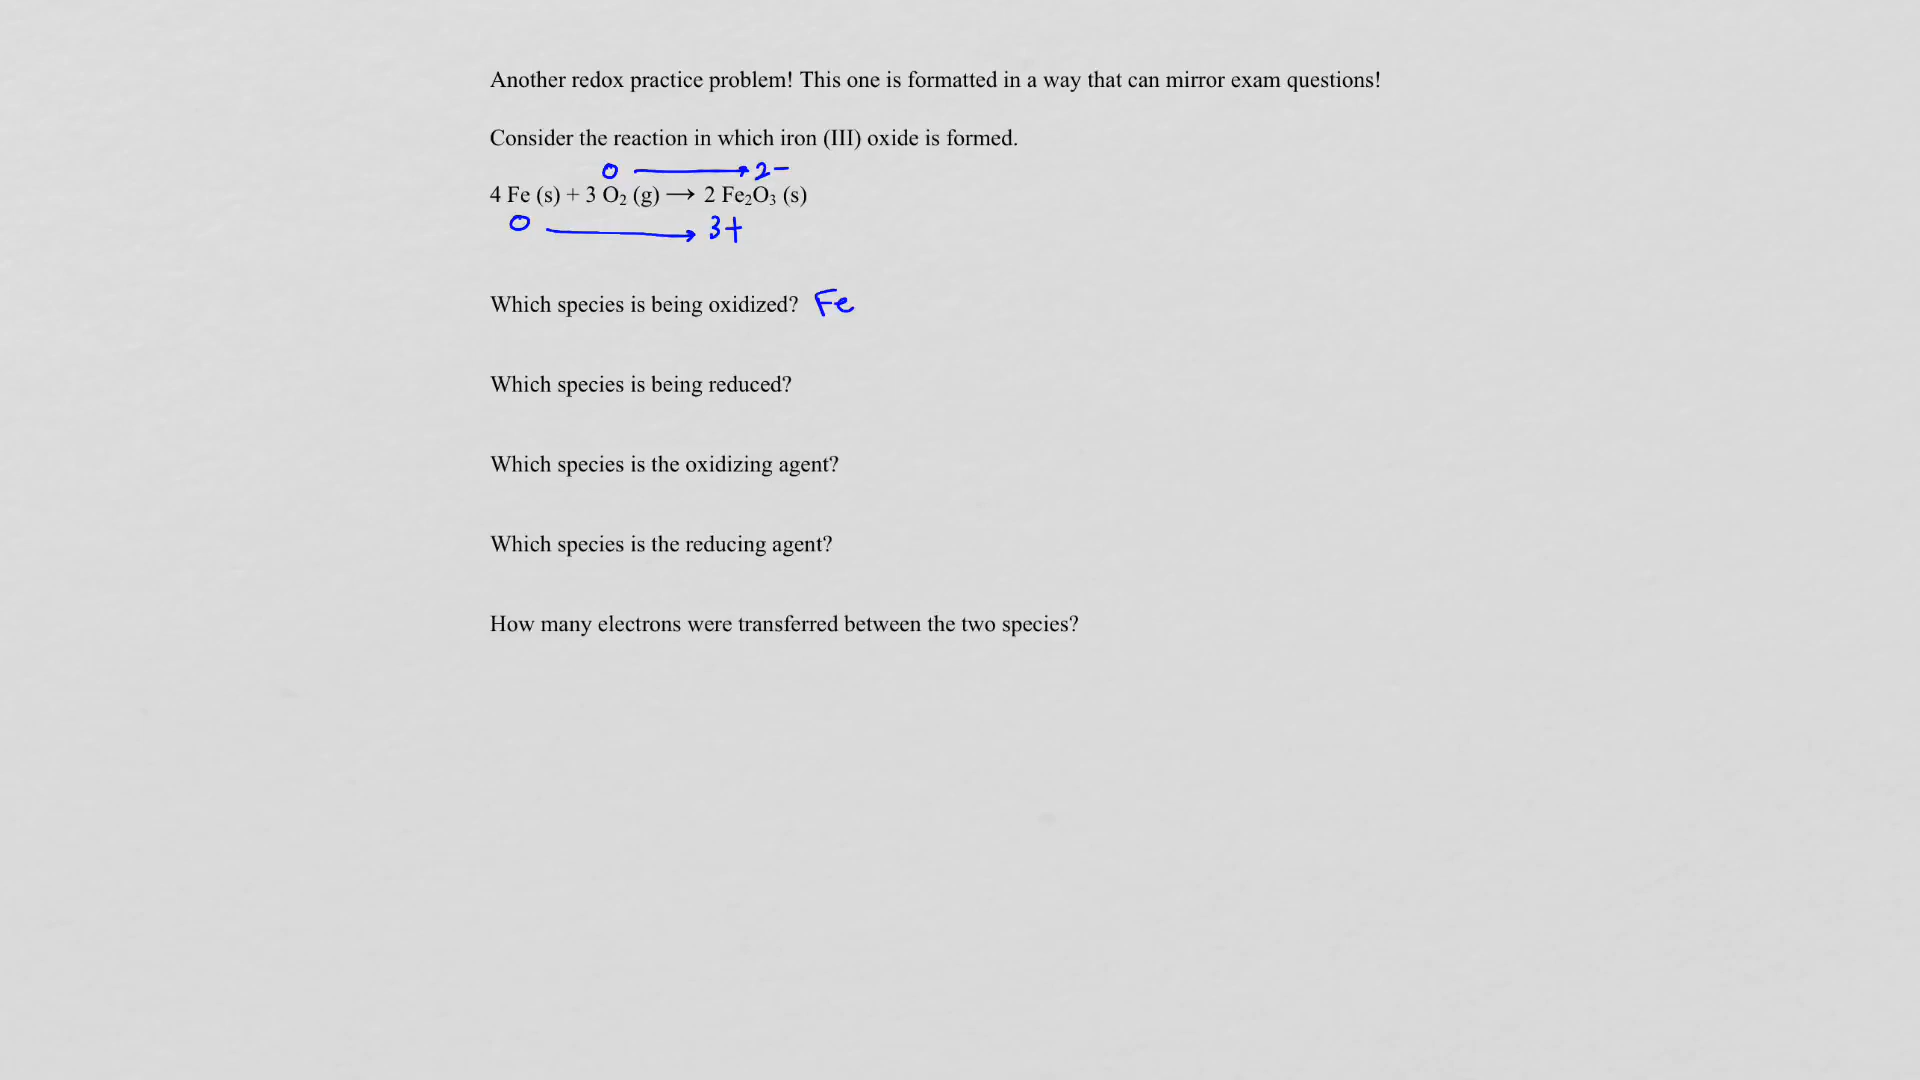 Another redox practice problem! This one is formatted in a way that can mirror exam questions!
Consider the reaction in which iron (III) oxide is formed.
0 → 2−
4 Fe (s) + 3 O₂ (g) → 2 Fe₂O₃ (s)
0 → 3+
Which species is being oxidized? Fe
Which species is being reduced?
Which species is the oxidizing agent?
Which species is the reducing agent?
How many electrons were transferred between the two species?